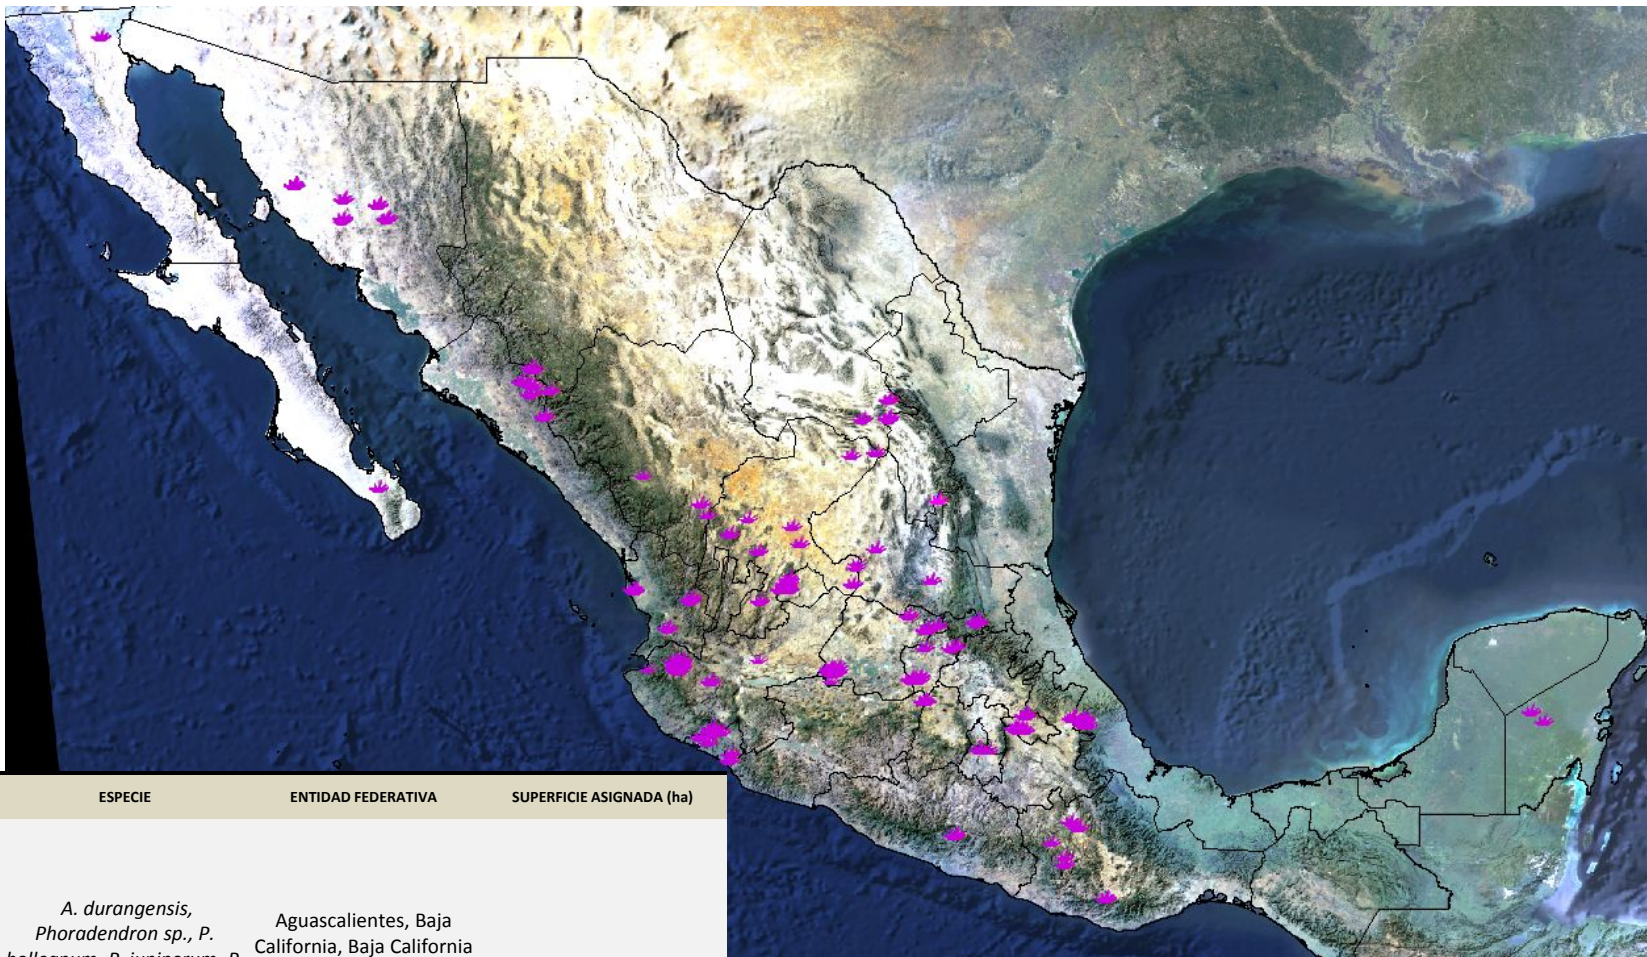 ESPECIE ENTIDAD FEDERATIVA SUPERFICIE ASIGNADA (ha)
A. durangensis,
Phoradendron sp., P.
Aguascalientes, Baja
California, Baja California